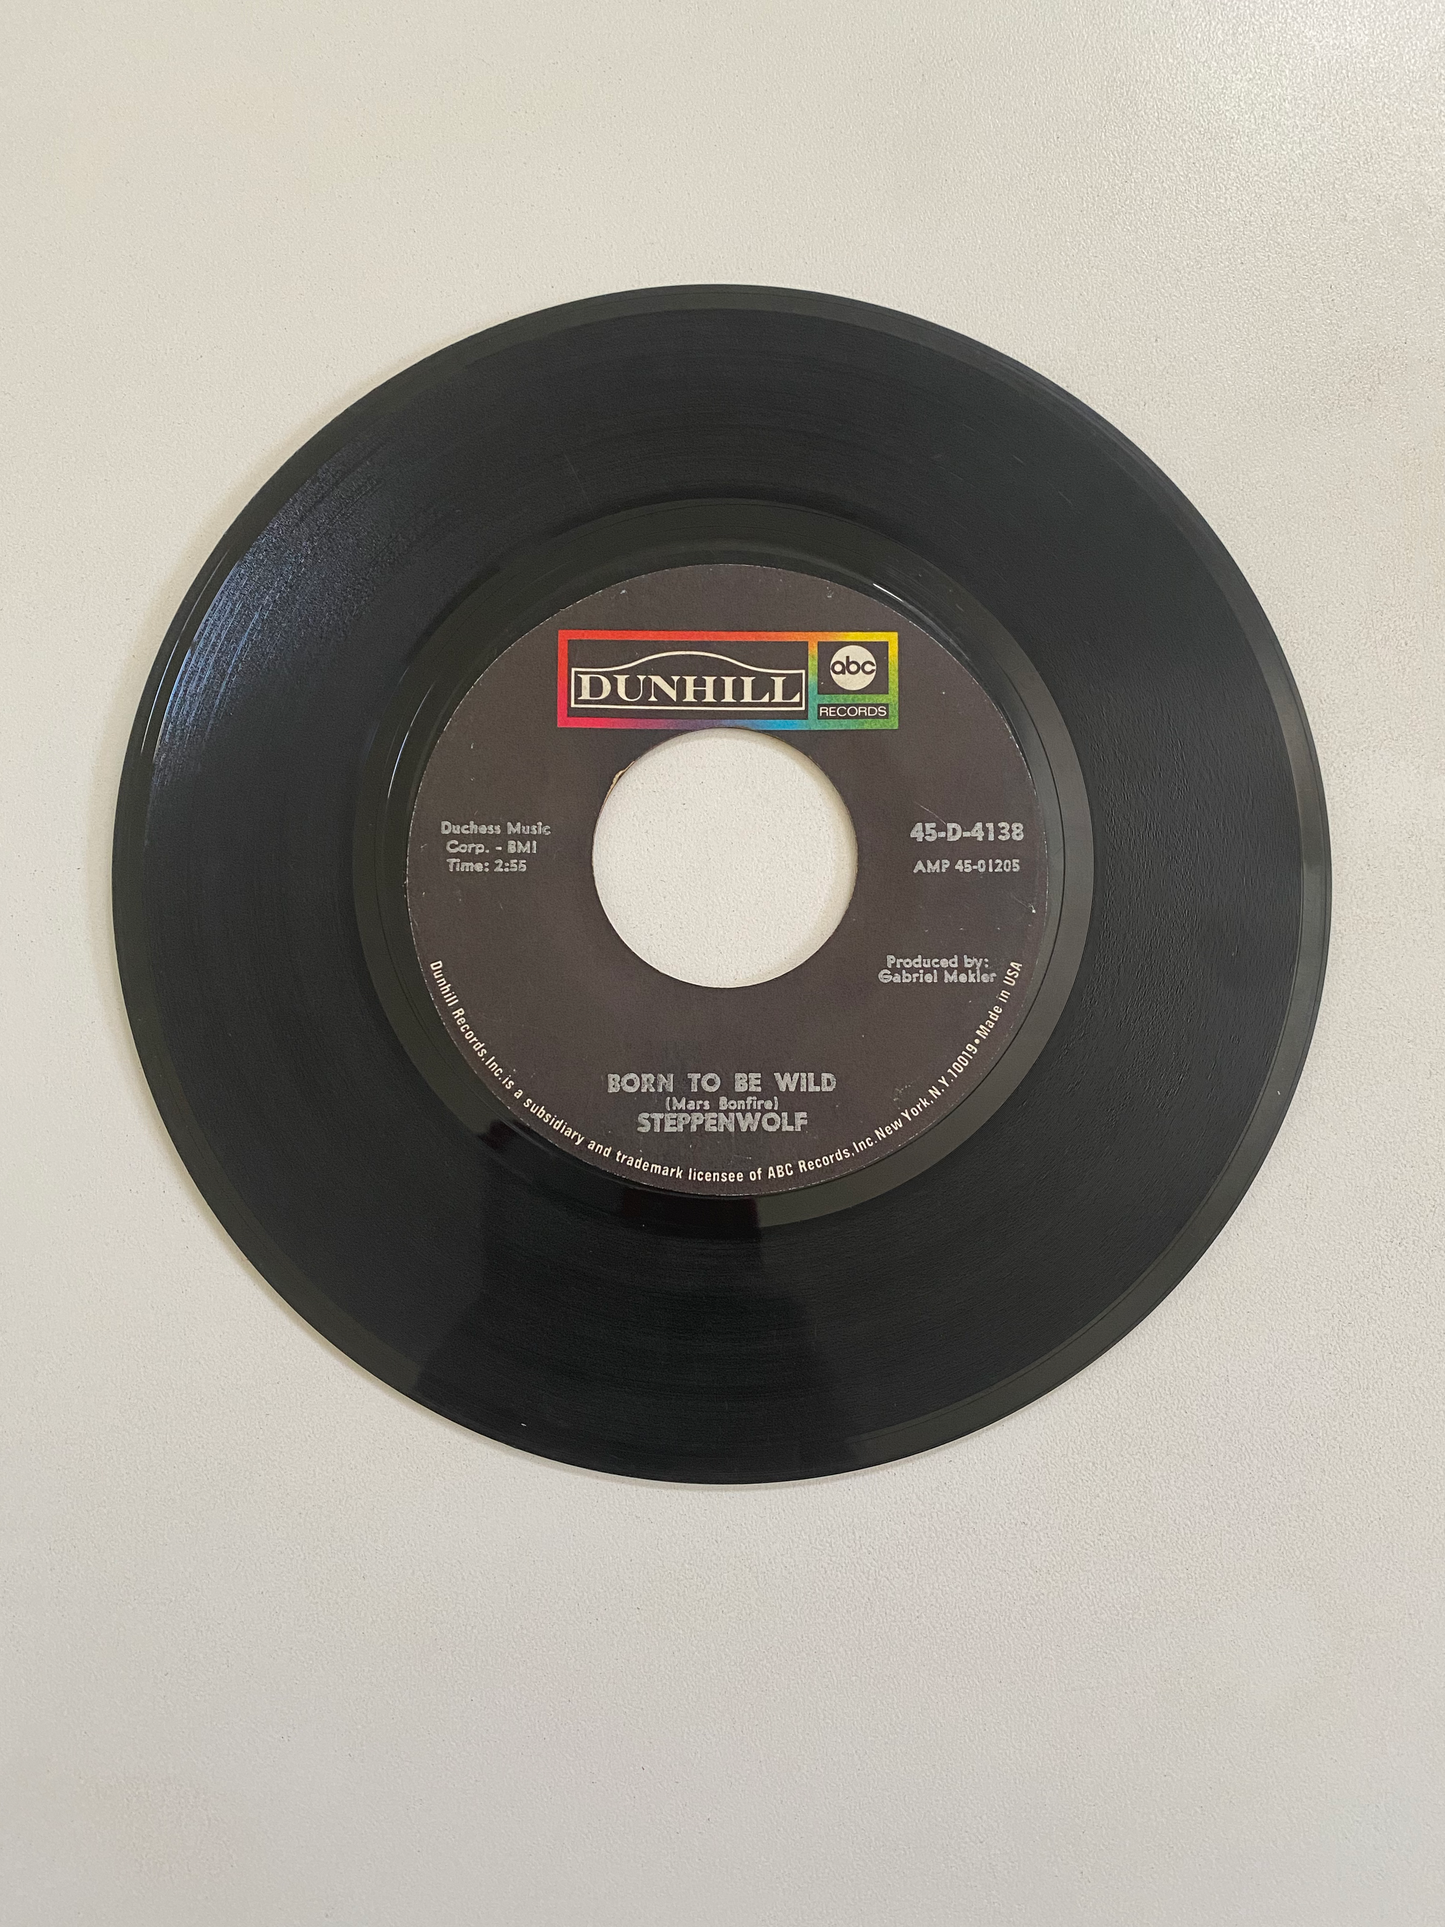 DUNHILL
abc
RECORDS
Duchess Music
Corp. - BMI
Time: 2:55
45-D-4138
AMP 45-01205
Produced by:
Gabriel Mekler
BORN TO BE WILD
(Mars Bonfire)
STEPPENWOLF
Dunhill Records, Inc. is a subsidiary and trademark licensee of ABC Records, Inc. New York, N.Y. 10019 • Made in USA